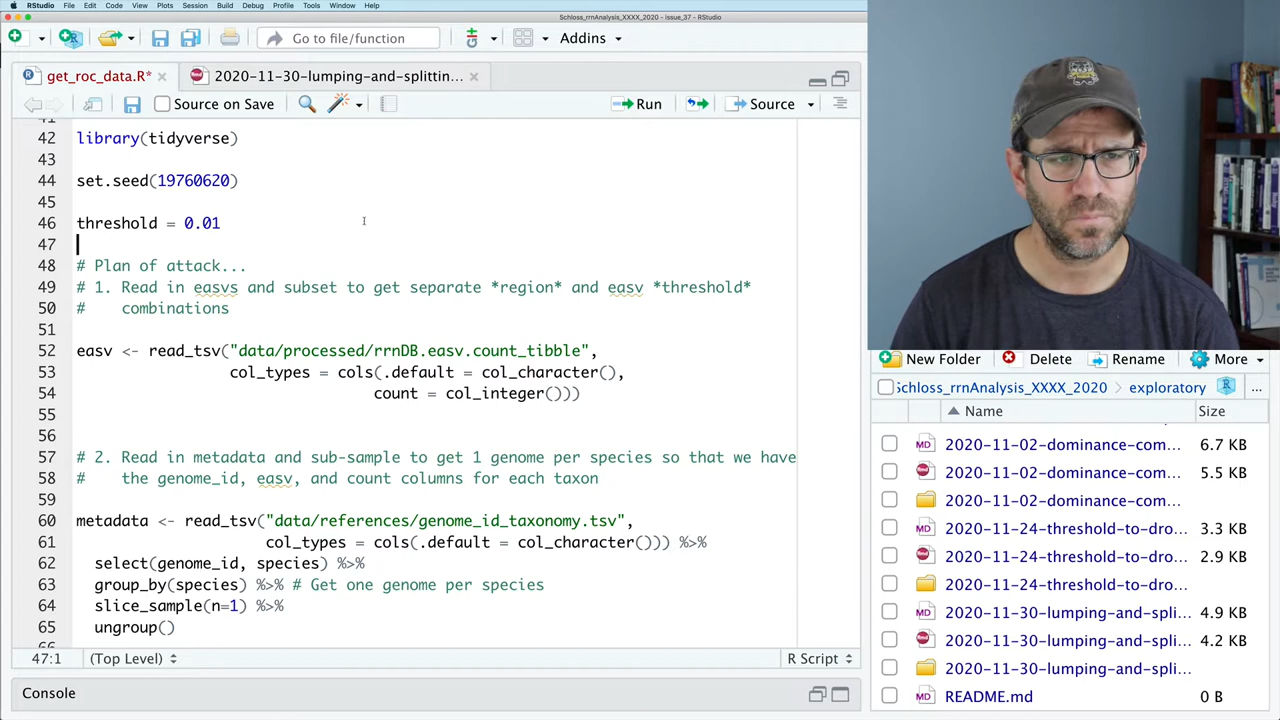 RStudio File Edit Code View Plots Session Build Debug Profile Tools Window Help
Schloss_rrnAnalysis_XXXX_2020 - issue_37 - RStudio
Go to file/function Addins
get_roc_data.R* 2020-11-30-lumping-and-splittin...
Source on Save Run Source
41
42 library(tidyverse)
43
44 set.seed(19760620)
45
46 threshold = 0.01
47
48 # Plan of attack...
49 # 1. Read in easvs and subset to get separate *region* and easv *threshold*
50 #    combinations
51
52 easv <- read_tsv("data/processed/rrnDB.easv.count_tibble",
53 col_types = cols(.default = col_character(),
54 count = col_integer()))
55
56
57 # 2. Read in metadata and sub-sample to get 1 genome per species so that we have
58 #    the genome_id, easv, and count columns for each taxon
59
60 metadata <- read_tsv("data/references/genome_id_taxonomy.tsv",
61 col_types = cols(.default = col_character())) %>%
62 select(genome_id, species) %>%
63 group_by(species) %>% # Get one genome per species
64 slice_sample(n=1) %>%
65 ungroup()
66
47:1 (Top Level) R Script
Console
New Folder Delete Rename More
Schloss_rrnAnalysis_XXXX_2020 exploratory ...
Name Size
MD 2020-11-02-dominance-com... 6.7 KB
2020-11-02-dominance-com... 5.5 KB
2020-11-02-dominance-com...
MD 2020-11-24-threshold-to-dro... 3.3 KB
2020-11-24-threshold-to-dro... 2.9 KB
2020-11-24-threshold-to-dro...
MD 2020-11-30-lumping-and-spli... 4.9 KB
2020-11-30-lumping-and-spli... 4.2 KB
2020-11-30-lumping-and-spli...
MD README.md 0 B